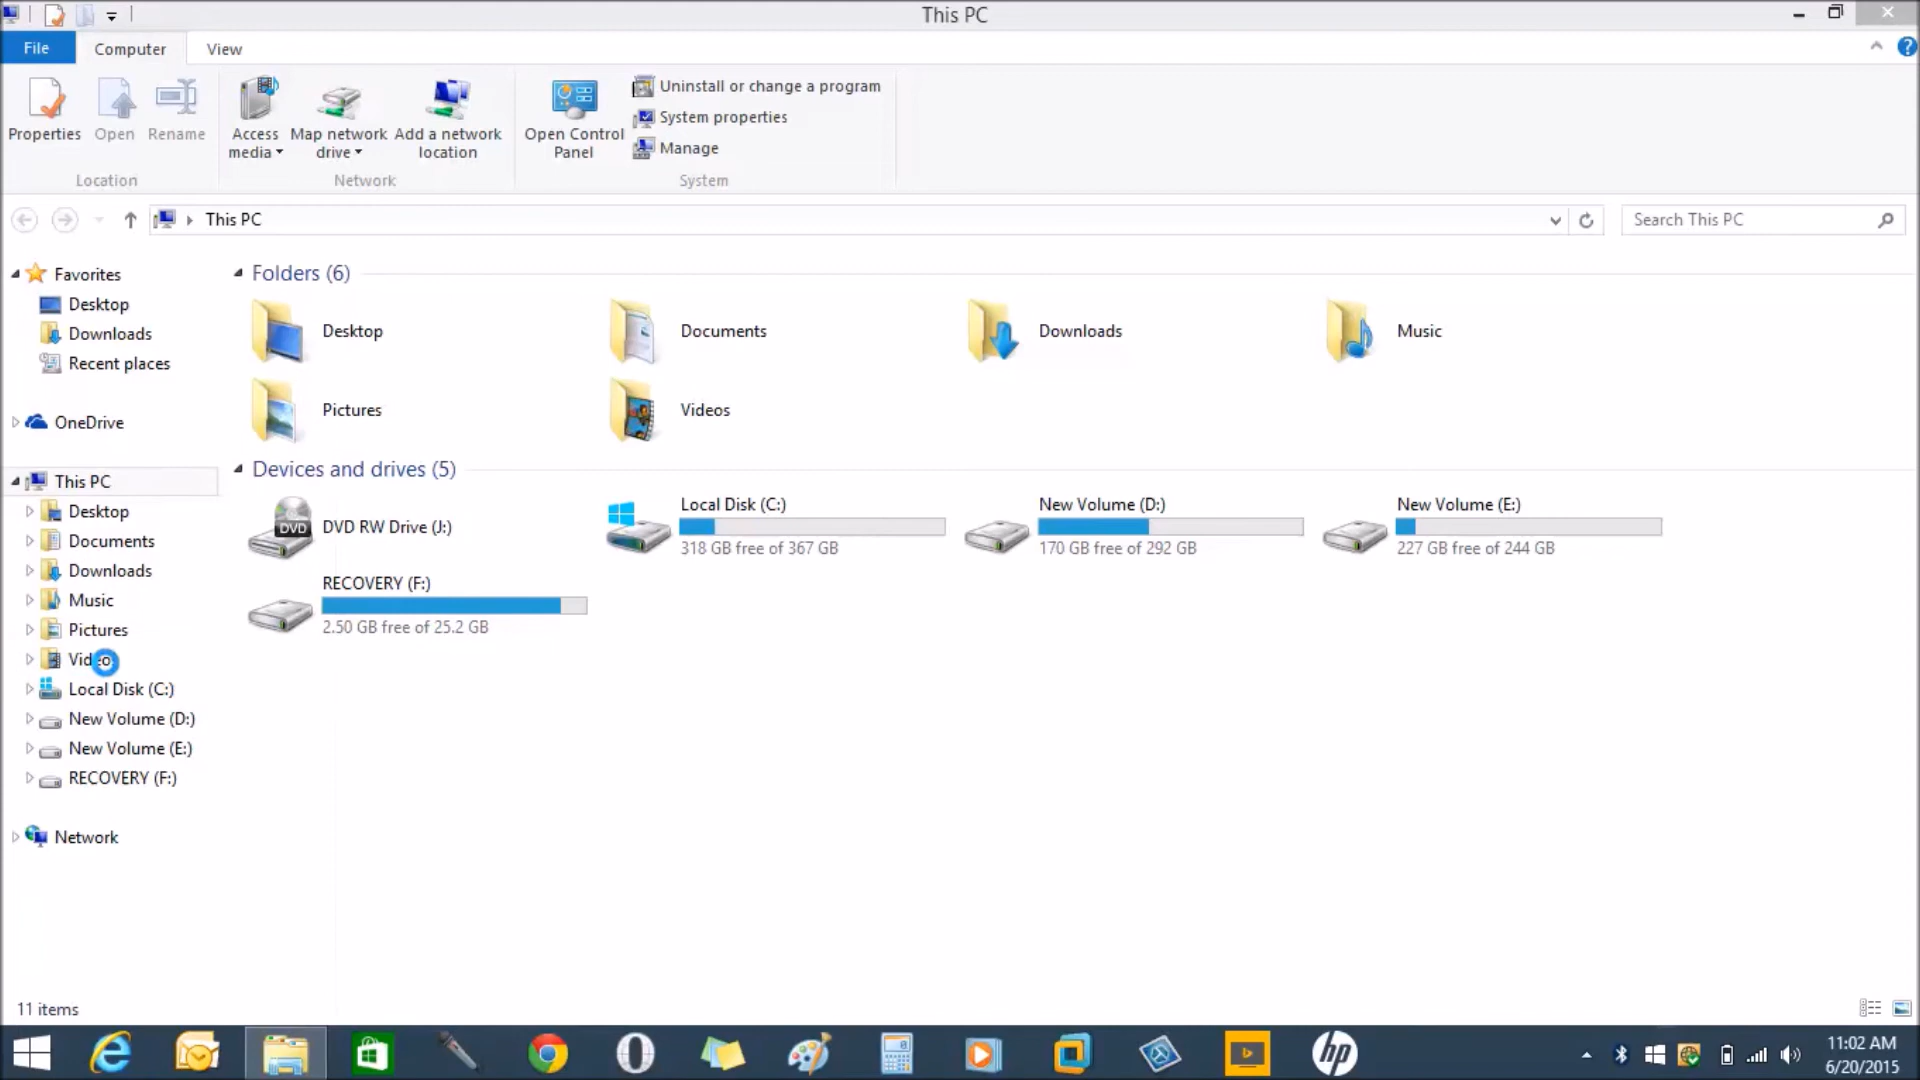 This PC
File
Computer
View
Properties
Open
Rename
Access media
Map network drive
Add a network location
Open Control Panel
Uninstall or change a program
System properties
Manage
Location
Network
System
This PC
Search This PC
Favorites
Desktop
Downloads
Recent places
OneDrive
This PC
Desktop
Documents
Downloads
Music
Pictures
Local Disk (C:)
New Volume (D:)
New Volume (E:)
RECOVERY (F:)
Network
Folders (6)
Desktop
Documents
Downloads
Music
Pictures
Videos
Devices and drives (5)
DVD
DVD RW Drive (J:)
Local Disk (C:)
318 GB free of 367 GB
New Volume (D:)
170 GB free of 292 GB
New Volume (E:)
227 GB free of 244 GB
RECOVERY (F:)
2.50 GB free of 25.2 GB
11 items
hp
11:02 AM
6/20/2015